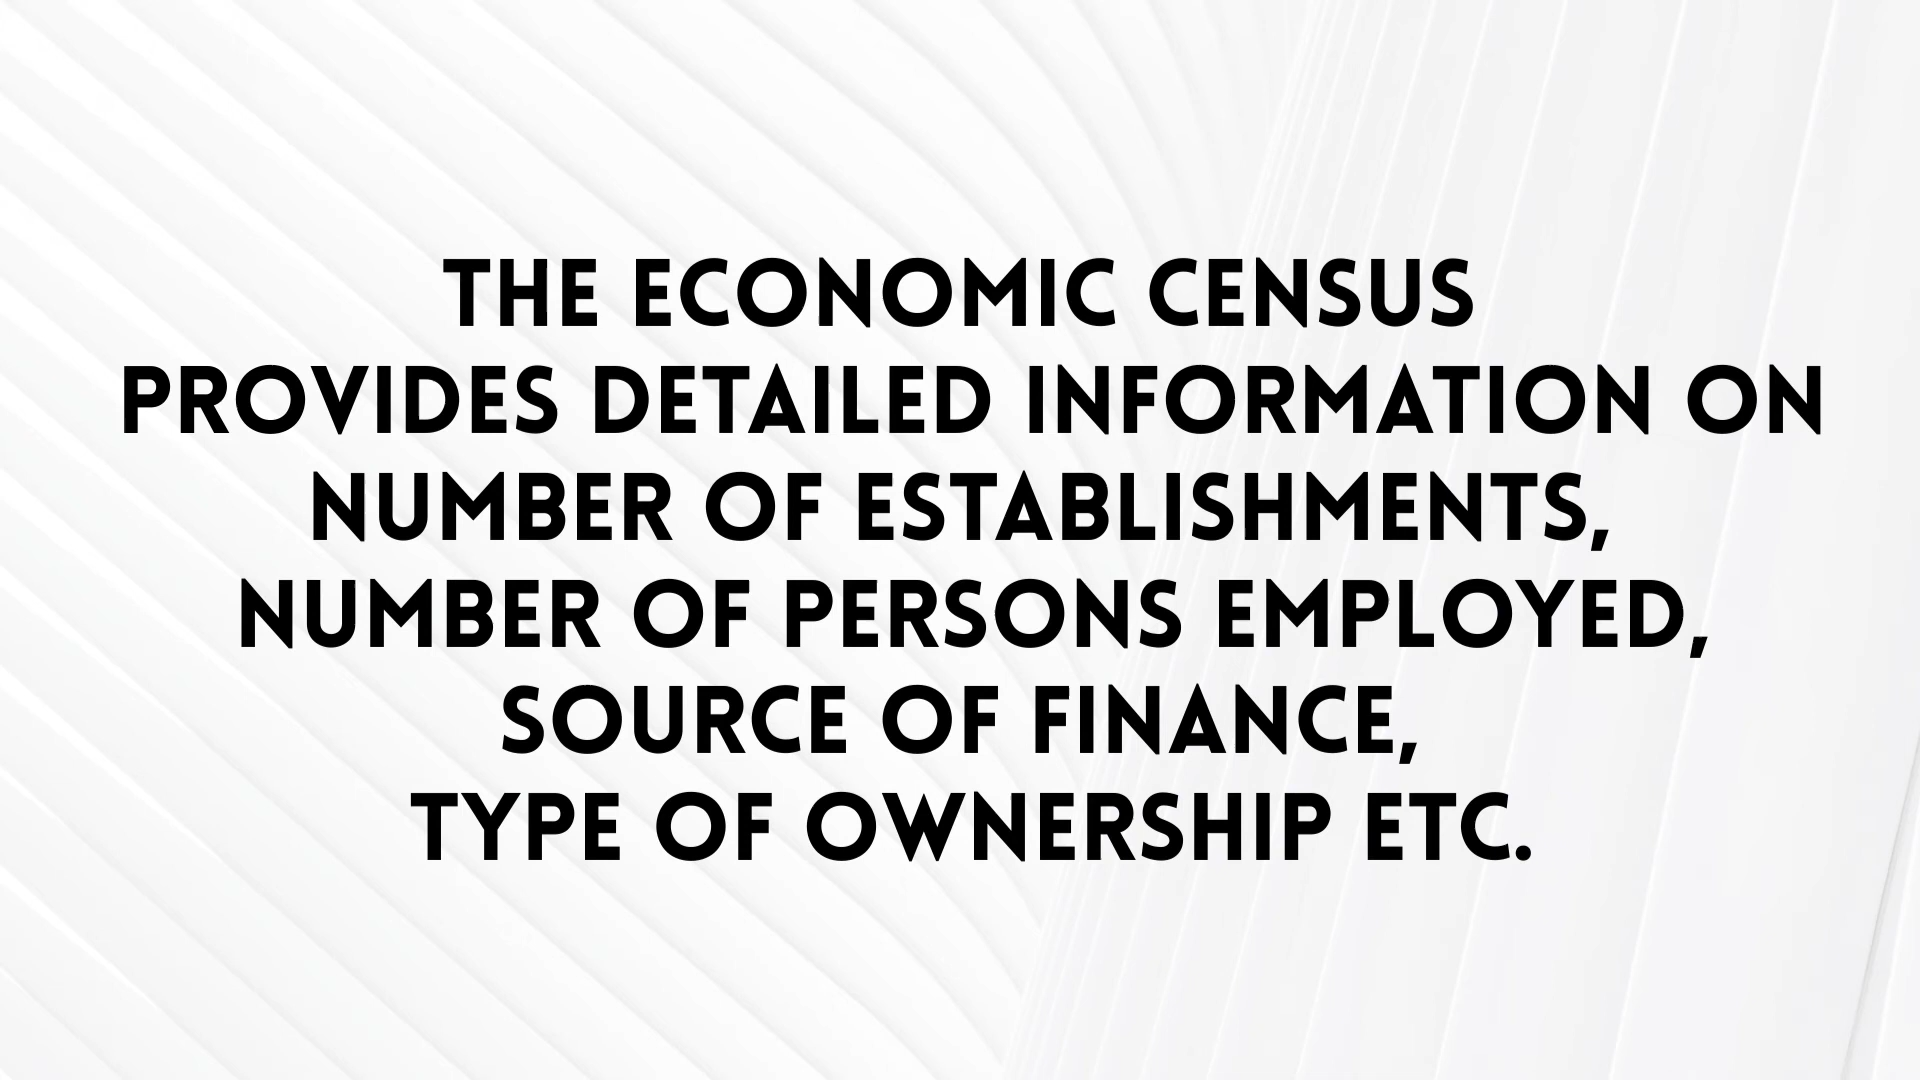 THE ECONOMIC CENSUS
PROVIDES DETAILED INFORMATION ON
NUMBER OF ESTABLISHMENTS,
NUMBER OF PERSONS EMPLOYED,
SOURCE OF FINANCE,
TYPE OF OWNERSHIP ETC.